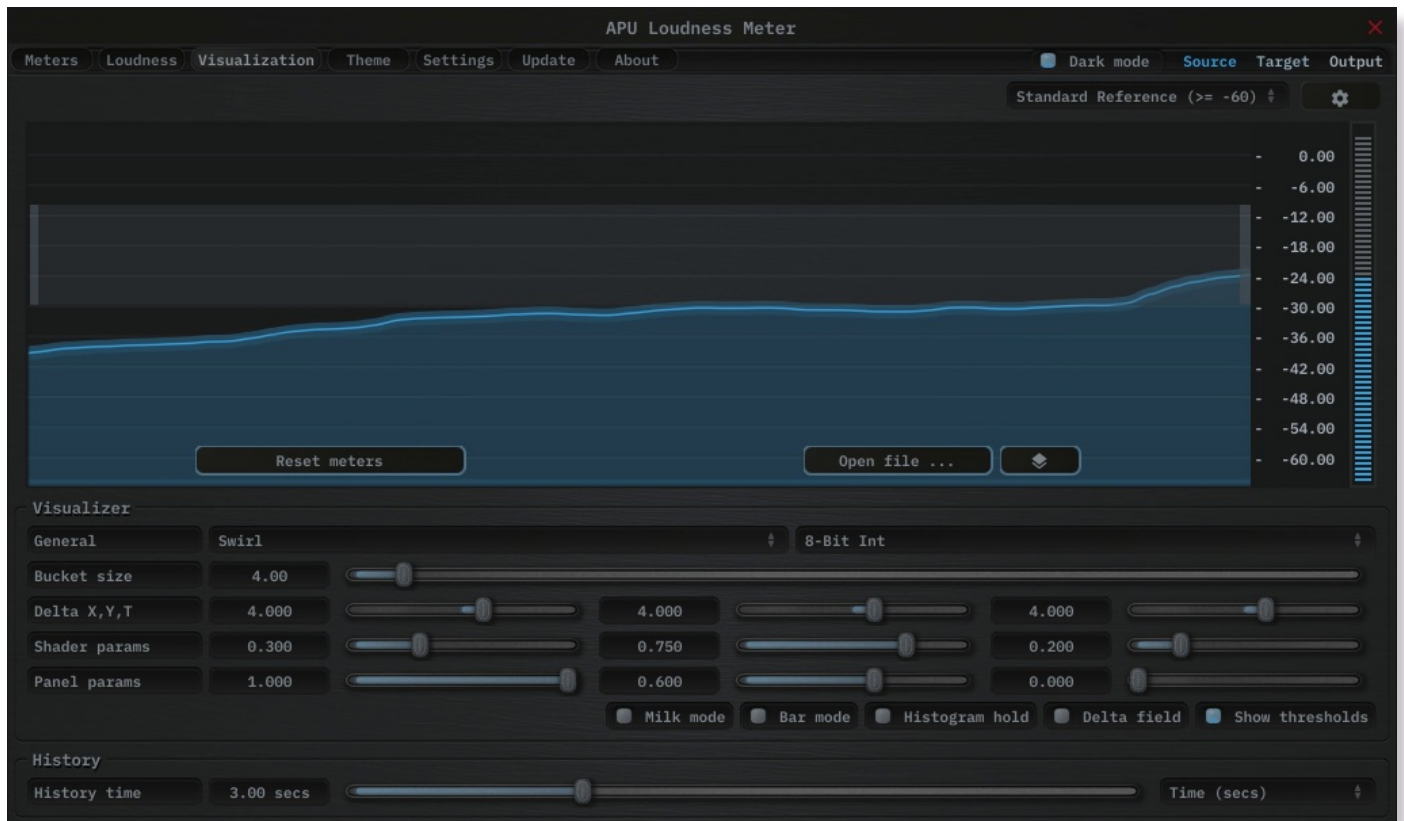 APU Loudness Meter
Meters Loudness Visualization Theme Settings Update About Dark mode Source Target Output
Standard Reference (>= -60)
- 0.00
- -6.00
- -12.00
- -18.00
- -24.00
- -30.00
- -36.00
- -42.00
- -48.00
- -54.00
- -60.00
Reset meters Open file ...
Visualizer
General Swirl 8-Bit Int
Bucket size 4.00
Delta X,Y,T 4.000 4.000 4.000
Shader params 0.300 0.750 0.200
Panel params 1.000 0.600 0.000
Milk mode Bar mode Histogram hold Delta field Show thresholds
History
History time 3.00 secs Time (secs)